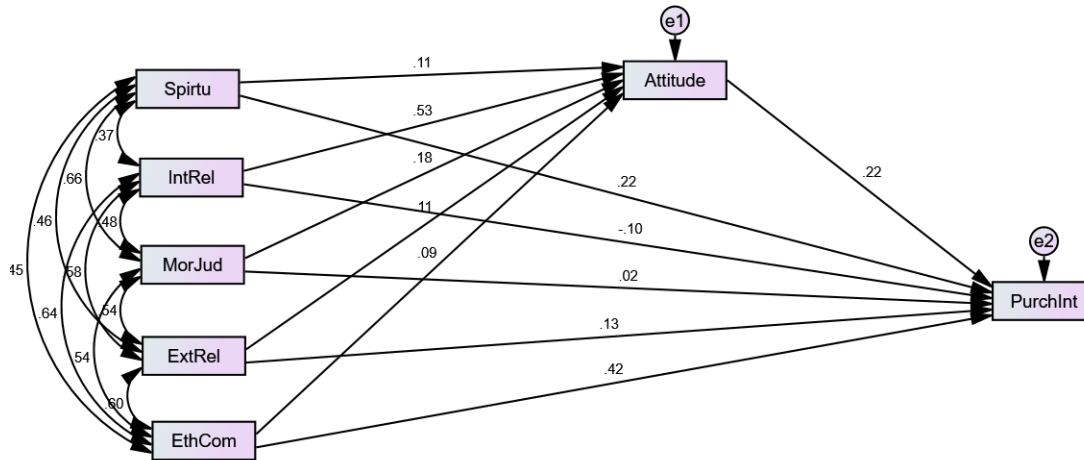 e1
.11
Attitude
Spirtu
.53
.37
.18
IntRel
.66
.22
.22
.11
.46
.48
-.10
e2
MorJud
.09
.45
.58
.02
PurchInt
.64
.54
.13
54
ExtRel
.42
.60
EthCom